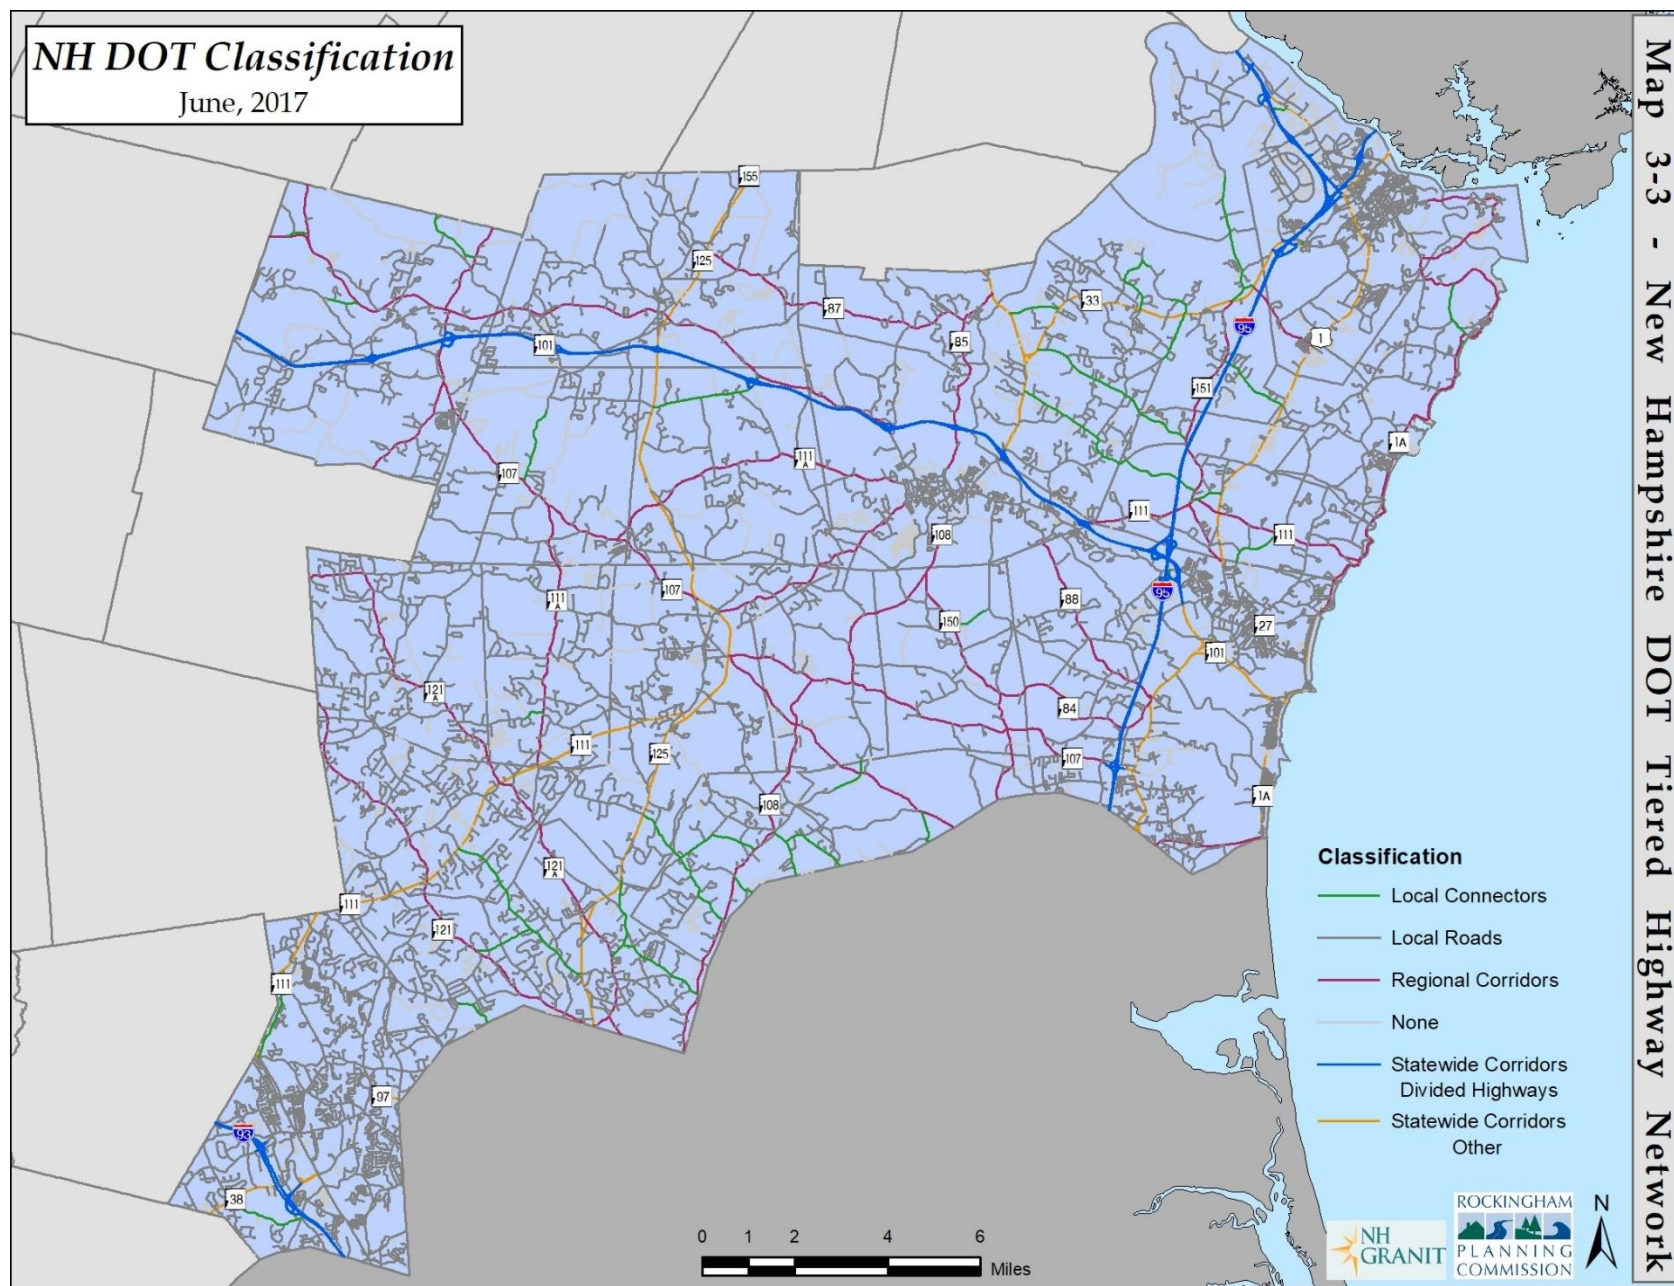 NH DOT Classification
June, 2017
Map 3-3 - New Hampshire DOT Tiered Highway Network
155
125
87
33
95
1
101
85
151
1A
107
111
A
111
111
108
107
111
A
88
95
27
150
101
121
A
84
111
125
107
108
1A
121
A
111
121
111
97
93
38
Classification
Local Connectors
Local Roads
Regional Corridors
None
Statewide Corridors
Divided Highways
Statewide Corridors
Other
0 1 2 4 6
Miles
NH
GRANIT
ROCKINGHAM
PLANNING
COMMISSION
N